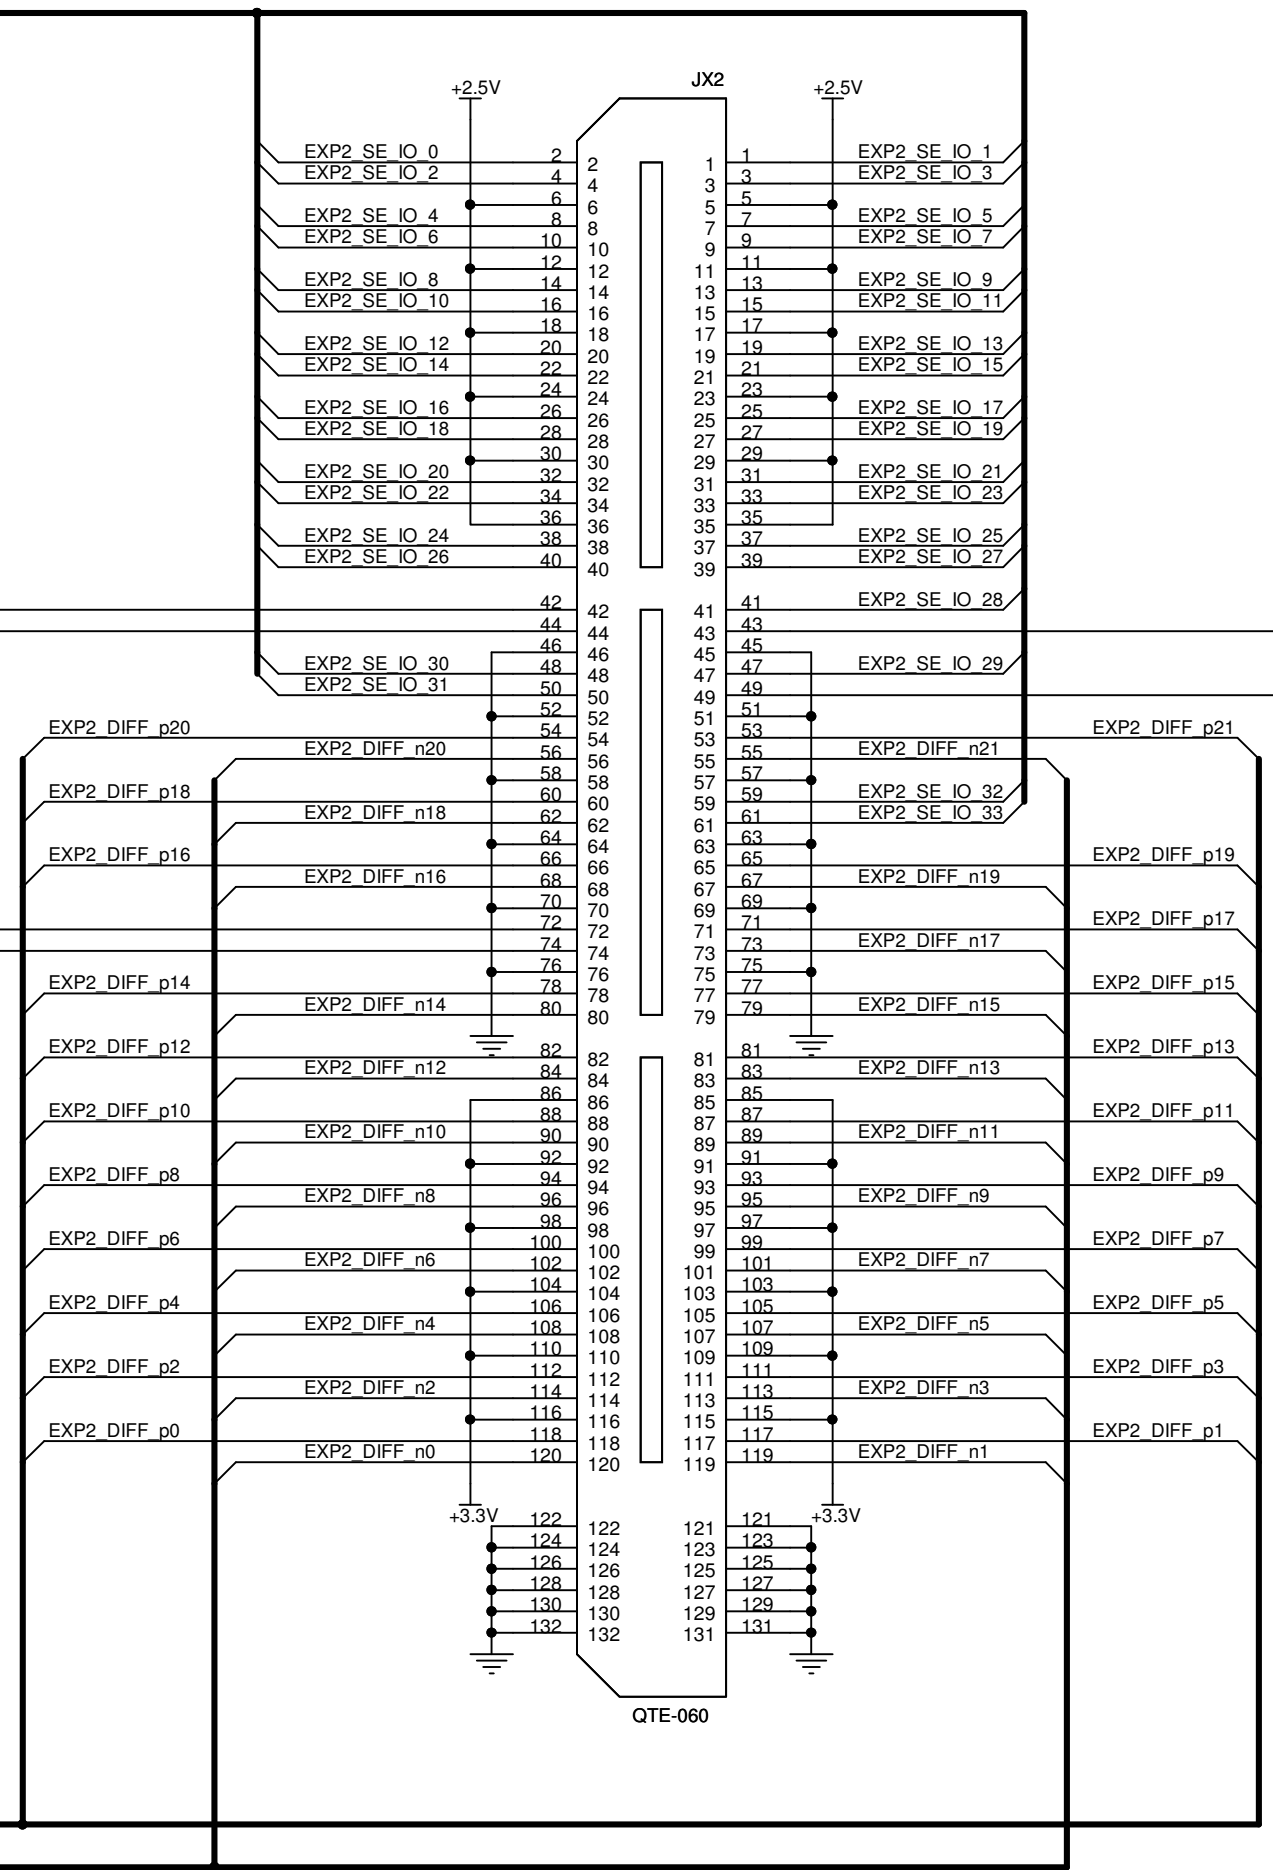 JX2
+2.5V +2.5V
EXP2_SE_IO_0 2 2 1 1 EXP2_SE_IO_1
EXP2_SE_IO_2 4 4 3 3 EXP2_SE_IO_3
6 6 5 5
EXP2_SE_IO_4 8 8 7 7 EXP2_SE_IO_5
EXP2_SE_IO_6 10 10 9 9 EXP2_SE_IO_7
12 12 11 11
EXP2_SE_IO_8 14 14 13 13 EXP2_SE_IO_9
EXP2_SE_IO_10 16 16 15 15 EXP2_SE_IO_11
18 18 17 17
EXP2_SE_IO_12 20 20 19 19 EXP2_SE_IO_13
EXP2_SE_IO_14 22 22 21 21 EXP2_SE_IO_15
24 24 23 23
EXP2_SE_IO_16 26 26 25 25 EXP2_SE_IO_17
EXP2_SE_IO_18 28 28 27 27 EXP2_SE_IO_19
30 30 29 29
EXP2_SE_IO_20 32 32 31 31 EXP2_SE_IO_21
EXP2_SE_IO_22 34 34 33 33 EXP2_SE_IO_23
36 36 35 35
EXP2_SE_IO_24 38 38 37 37 EXP2_SE_IO_25
EXP2_SE_IO_26 40 40 39 39 EXP2_SE_IO_27
42 42 41 41 EXP2_SE_IO_28
44 44 43 43
46 46 45 45
EXP2_SE_IO_30 48 48 47 47 EXP2_SE_IO_29
EXP2_SE_IO_31 50 50 49 49
52 52 51 51
EXP2_DIFF_p20 54 54 53 53 EXP2_DIFF_p21
EXP2_DIFF_n20 56 56 55 55 EXP2_DIFF_n21
58 58 57 57
EXP2_DIFF_p18 60 60 59 59 EXP2_SE_IO_32
EXP2_DIFF_n18 62 62 61 61 EXP2_SE_IO_33
64 64 63 63
EXP2_DIFF_p16 66 66 65 65 EXP2_DIFF_p19
EXP2_DIFF_n16 68 68 67 67 EXP2_DIFF_n19
70 70 69 69
72 72 71 71 EXP2_DIFF_p17
74 74 73 73 EXP2_DIFF_n17
76 76 75 75
EXP2_DIFF_p14 78 78 77 77 EXP2_DIFF_p15
EXP2_DIFF_n14 80 80 79 79 EXP2_DIFF_n15
EXP2_DIFF_p12 82 82 81 81 EXP2_DIFF_p13
EXP2_DIFF_n12 84 84 83 83 EXP2_DIFF_n13
86 86 85 85
EXP2_DIFF_p10 88 88 87 87 EXP2_DIFF_p11
EXP2_DIFF_n10 90 90 89 89 EXP2_DIFF_n11
92 92 91 91
EXP2_DIFF_p8 94 94 93 93 EXP2_DIFF_p9
EXP2_DIFF_n8 96 96 95 95 EXP2_DIFF_n9
98 98 97 97
EXP2_DIFF_p6 100 100 99 99 EXP2_DIFF_p7
EXP2_DIFF_n6 102 102 101 101 EXP2_DIFF_n7
104 104 103 103
EXP2_DIFF_p4 106 106 105 105 EXP2_DIFF_p5
EXP2_DIFF_n4 108 108 107 107 EXP2_DIFF_n5
110 110 109 109
EXP2_DIFF_p2 112 112 111 111 EXP2_DIFF_p3
EXP2_DIFF_n2 114 114 113 113 EXP2_DIFF_n3
116 116 115 115
EXP2_DIFF_p0 118 118 117 117 EXP2_DIFF_p1
EXP2_DIFF_n0 120 120 119 119 EXP2_DIFF_n1
+3.3V +3.3V
122 122 121 121
124 124 123 123
126 126 125 125
128 128 127 127
130 130 129 129
132 132 131 131
QTE-060